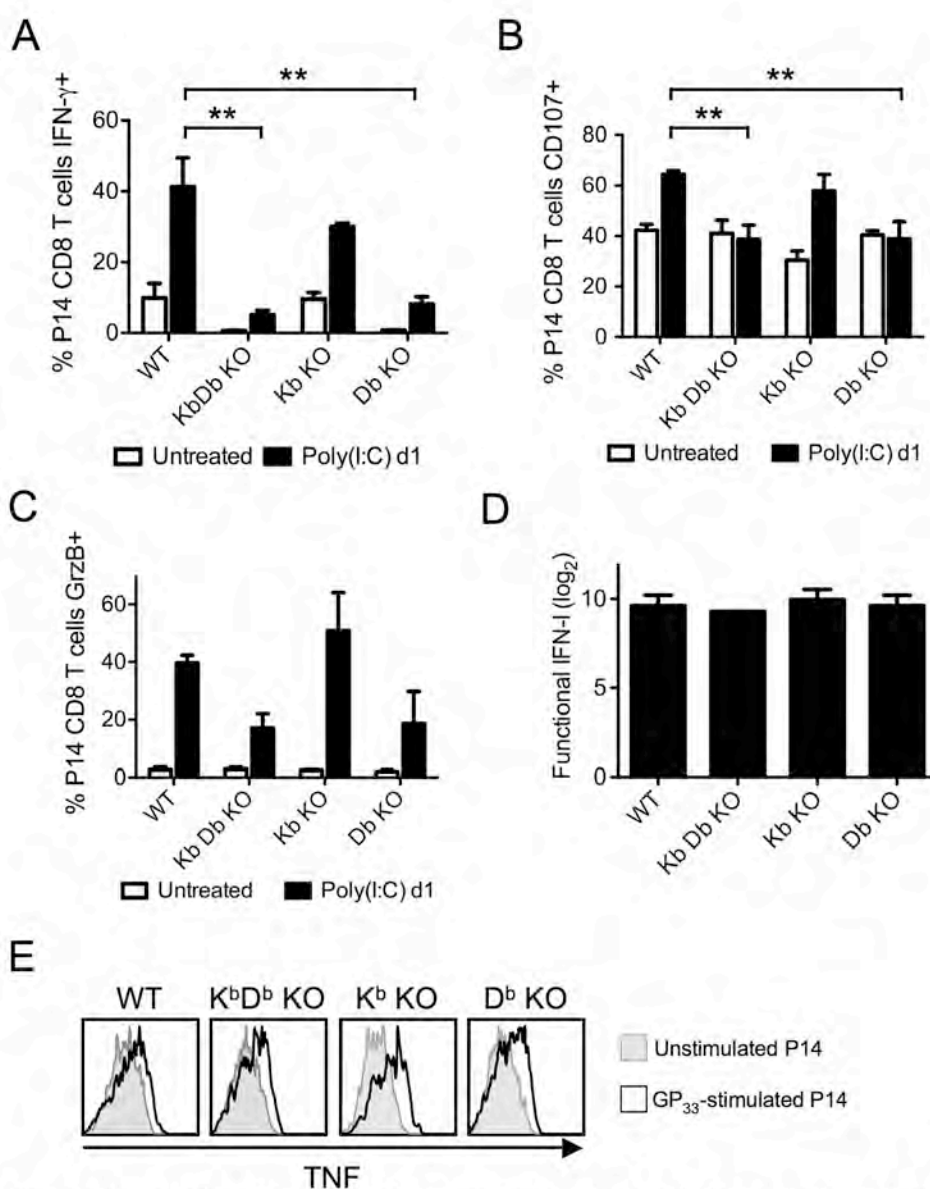 A
**
**
% P14 CD8 T cells IFN-γ+
60
40
20
0
WT
KbDb KO
Kb KO
Db KO
Untreated
Poly(I:C) d1
B
**
**
% P14 CD8 T cells CD107+
80
60
40
20
0
WT
Kb Db KO
Kb KO
Db KO
Untreated
Poly(I:C) d1
C
% P14 CD8 T cells GrzB+
60
40
20
0
WT
Kb Db KO
Kb KO
Db KO
Untreated
Poly(I:C) d1
D
Functional IFN-I (log₂)
10
5
0
WT
Kb Db KO
Kb KO
Db KO
E
WT KᵇDᵇ KO Kᵇ KO Dᵇ KO
Unstimulated P14
GP₃₃-stimulated P14
TNF